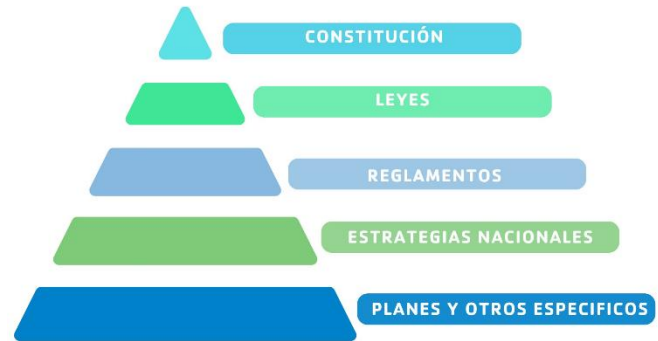 CONSTITUCIÓN
LEYES
REGLAMENTOS
ESTRATEGIAS NACIONALES
PLANES Y OTROS ESPECIFICOS